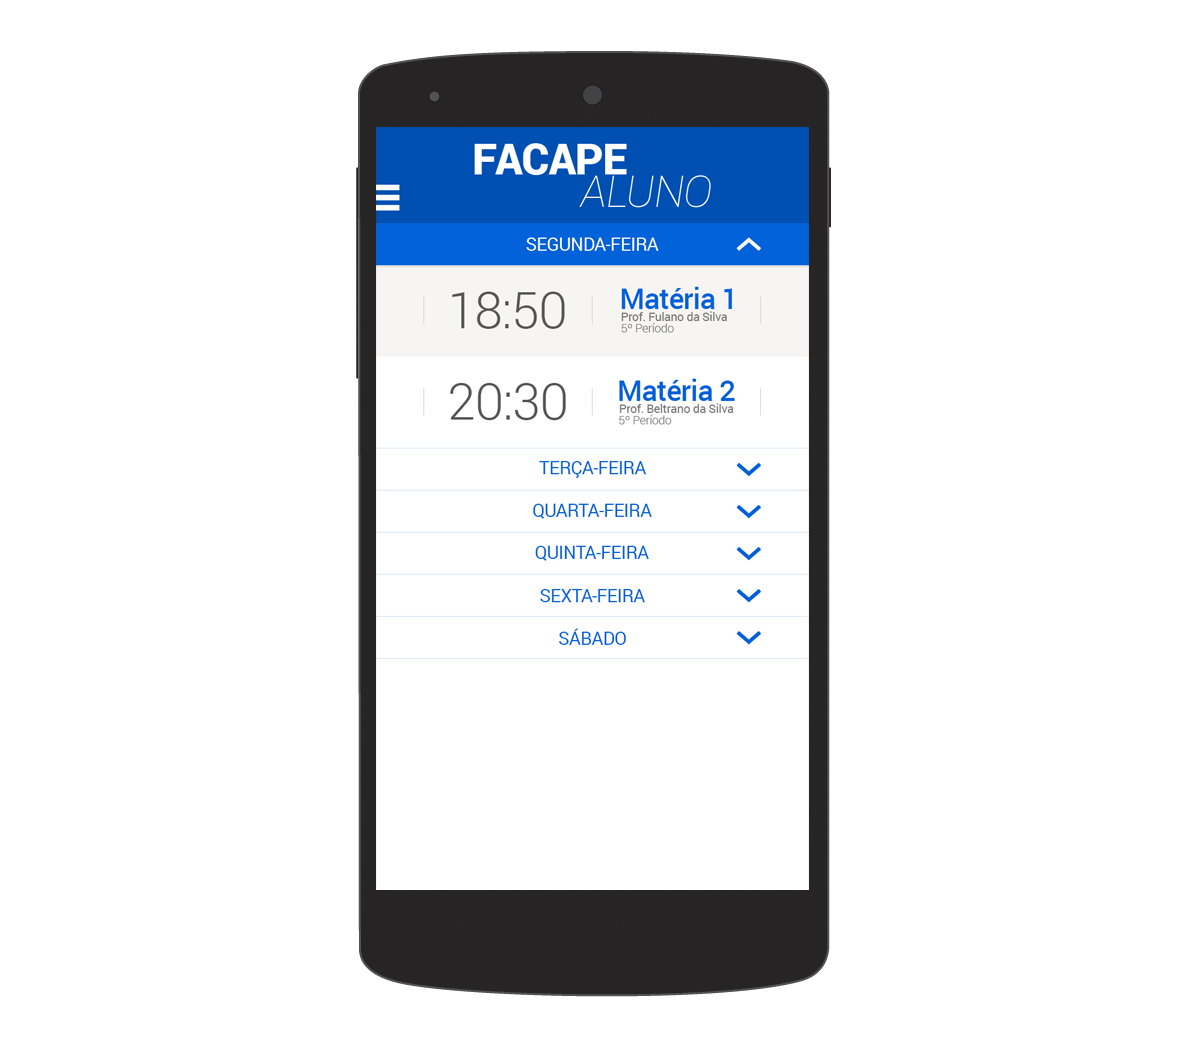 FACAPE
ALUNO
SEGUNDA-FEIRA
18:50
Matéria 1
Prof. Fulano da Silva
5º Período
20:30
Matéria 2
Prof. Beltrano da Silva
5º Período
TERÇA-FEIRA
QUARTA-FEIRA
QUINTA-FEIRA
SEXTA-FEIRA
SÁBADO